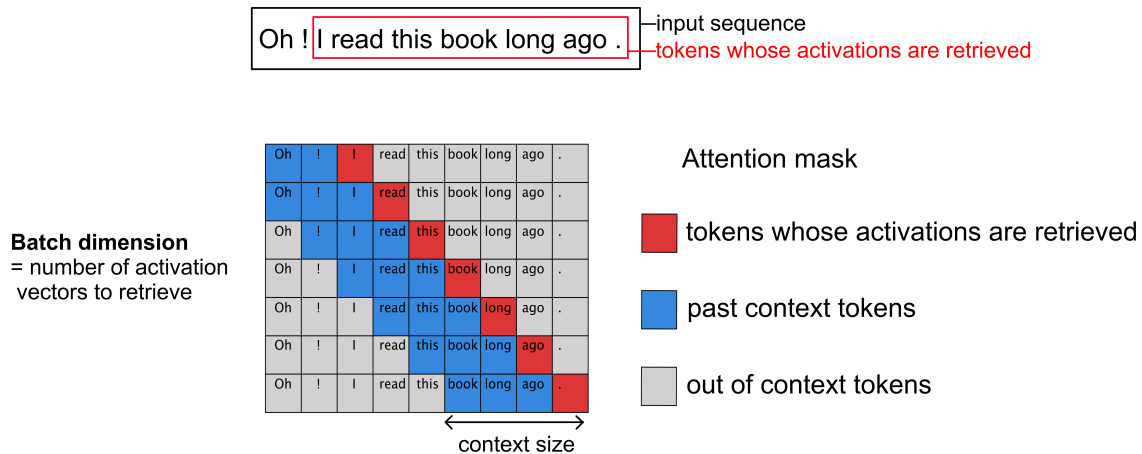 Oh ! I read this book long ago .
input sequence
tokens whose activations are retrieved
Oh ! I read this book long ago .
Oh ! I read this book long ago .
Oh ! I read this book long ago .
Oh ! I read this book long ago .
Oh ! I read this book long ago .
Oh ! I read this book long ago .
Oh ! I read this book long ago .
Attention mask
tokens whose activations are retrieved
past context tokens
out of context tokens
Batch dimension
= number of activation
vectors to retrieve
context size